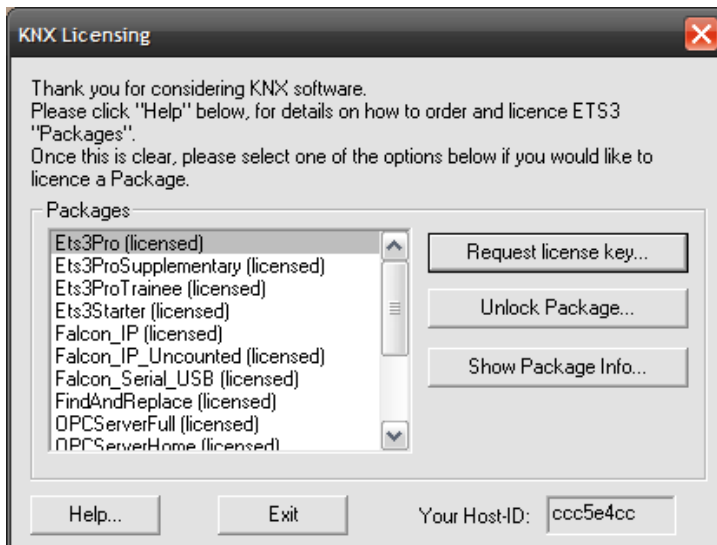 KNX Licensing
Thank you for considering KNX software.
Please click "Help" below, for details on how to order and licence ETS3
"Packages".
Once this is clear, please select one of the options below if you would like to
licence a Package.
Packages
Ets3Pro (licensed)
Ets3ProSupplementary (licensed)
Ets3ProTrainee (licensed)
Ets3Starter (licensed)
Falcon_IP (licensed)
Falcon_IP_Uncounted (licensed)
Falcon_Serial_USB (licensed)
FindAndReplace (licensed)
OPCServerFull (licensed)
OPCServerHome (licensed)
Request license key...
Unlock Package...
Show Package Info...
Help...
Exit
Your Host-ID:
ccc5e4cc